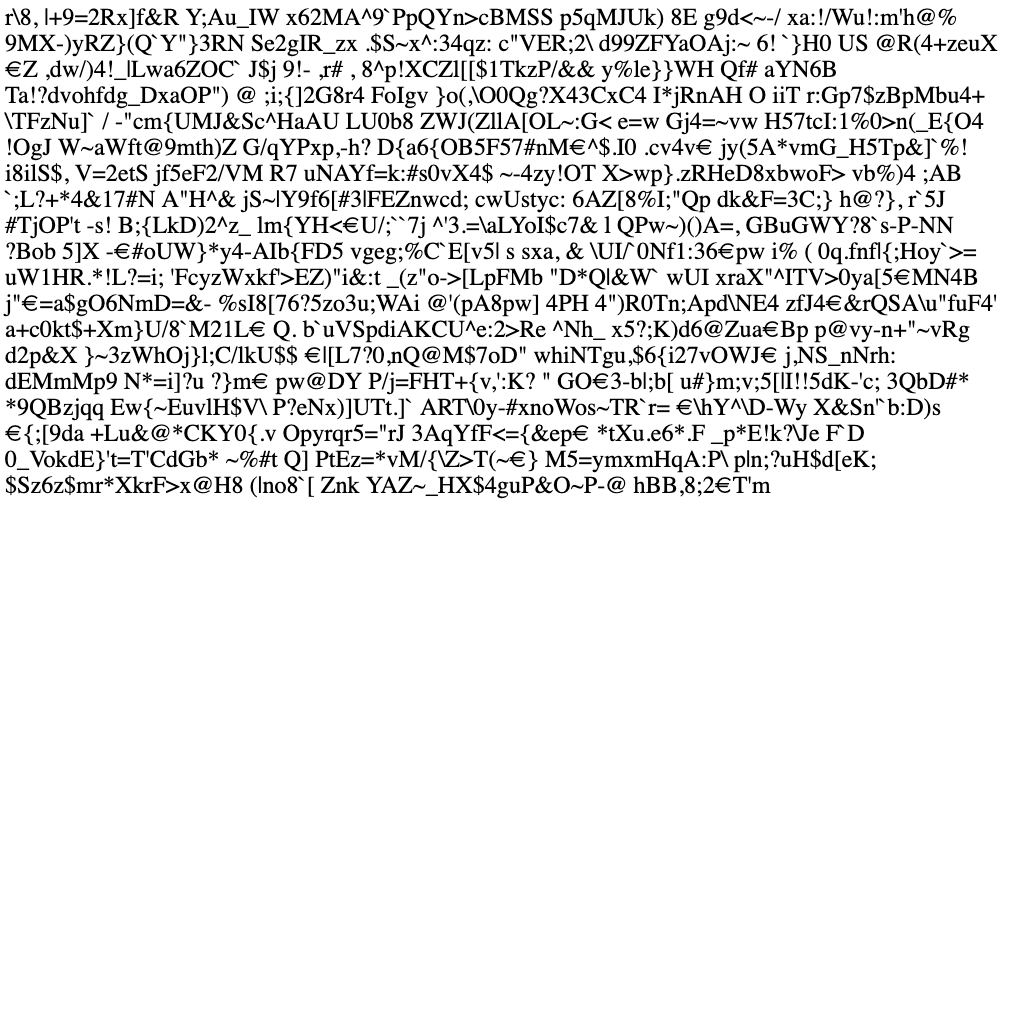 r\8, |+9=2Rx]f&R Y;Au_IW x62MA^9`PpQYn>cBMSS p5qMJUk) 8E g9d<~-/ xa:!/Wu!:m'h@%
9MX-)yRZ}(Q`Y"}3RN Se2gIR_zx .$S~x^:34qz: c"VER;2\ d99ZFYaOAj:~ 6!`}H0 US @R(4+zeuX
€Z ,dw/)4!_|Lwa6ZOC` J$j 9!- ,r# , 8^p!XCZl[[$1TkzP/&& y%le}}WH Qf# aYN6B
Ta!?dvohfdg_DxaOP") @ ;i;{]2G8r4 FoIgv }o(,\O0Qg?X43CxC4 I*jRnAH O iiT r:Gp7$zBpMbu4+
\TFzNu]` / -"cm{UMJ&Sc^HaAU LU0b8 ZWJ(ZllA[OL~:G< e=w Gj4=~vw H57tcI:1%0>n(_E{O4
!OgJ W~aWft@9mth)Z G/qYPxp,-h? D{a6{OB5F57#nM€^$.I0 .cv4v€ jy(5A*vmG_H5Tp&]`%!
i8ilS$, V=2etS jf5eF2/VM R7 uNAYf=k:#s0vX4$ ~-4zy!OT X>wp}.zRHeD8xbwoF> vb%)4 ;AB
`;L?+*4&17#N A"H^& jS~|Y9f6[#3|FEZnwcd; cwUstyc: 6AZ[8%I;"Qp dk&F=3C;} h@?}, r`5J
#TjOP't -s! B;{LkD)2^z_ lm{YH<€U/;``7j ^'3.=\aLYoI$c7& l QPw~)()A=, GBuGWY?8`s-P-NN
?Bob 5]X -€#oUW}*y4-AIb{FD5 vgeg;%C`E[v5| s sxa, & \UI/`0Nf1:36€pw i% ( 0q.fnf|{;Hoy`>=
uW1HR.*!L?=i; 'FcyzWxkf'>EZ)"i&:t _(z"o->[LpFMb "D*Q|&W` wUI xraX"^ITV>0ya[5€MN4B
j"€=a$gO6NmD=&- %sI8[76?5zo3u;WAi @'(pA8pw] 4PH 4")R0Tn;Apd\NE4 zfJ4€&rQSA\u"fuF4'
a+c0kt$+Xm}U/8`M21L€ Q. b`uVSpdiAKCU^e:2>Re ^Nh_ x5?;K)d6@Zua€Bp p@vy-n+"~vRg
d2p&X }~3zWhOj}l;C/lkU$$ €|[L7?0,nQ@M$7oD" whiNTgu,$6{i27vOWJ€ j,NS_nNrh:
dEMmMp9 N*=i]?u ?}m€ pw@DY P/j=FHT+{v,':K? " GO€3-b|;b[ u#}m;v;5[|I!!5dK-'c; 3QbD#*
*9QBzjqq Ew{~EuvlH$V\ P?eNx)]UTt.]` ART\0y-#xnoWos~TR`r= €\hY^\D-Wy X&Sn'`b:D)s
€{;[9da +Lu&@*CKY0{.v Opyrqr5="rJ 3AqYfF<={&ep€ *tXu.e6*.F _p*E!k?\Je F`D
0_VokdE}'t=T'CdGb* ~%#t Q] PtEz=*vM/{\Z>T(~€} M5=ymxmHqA:P\ p|n;?uH$d[eK;
$Sz6z$mr*XkrF>x@H8 (|no8`[ Znk YAZ~_HX$4guP&O~P-@ hBB,8;2€T'm